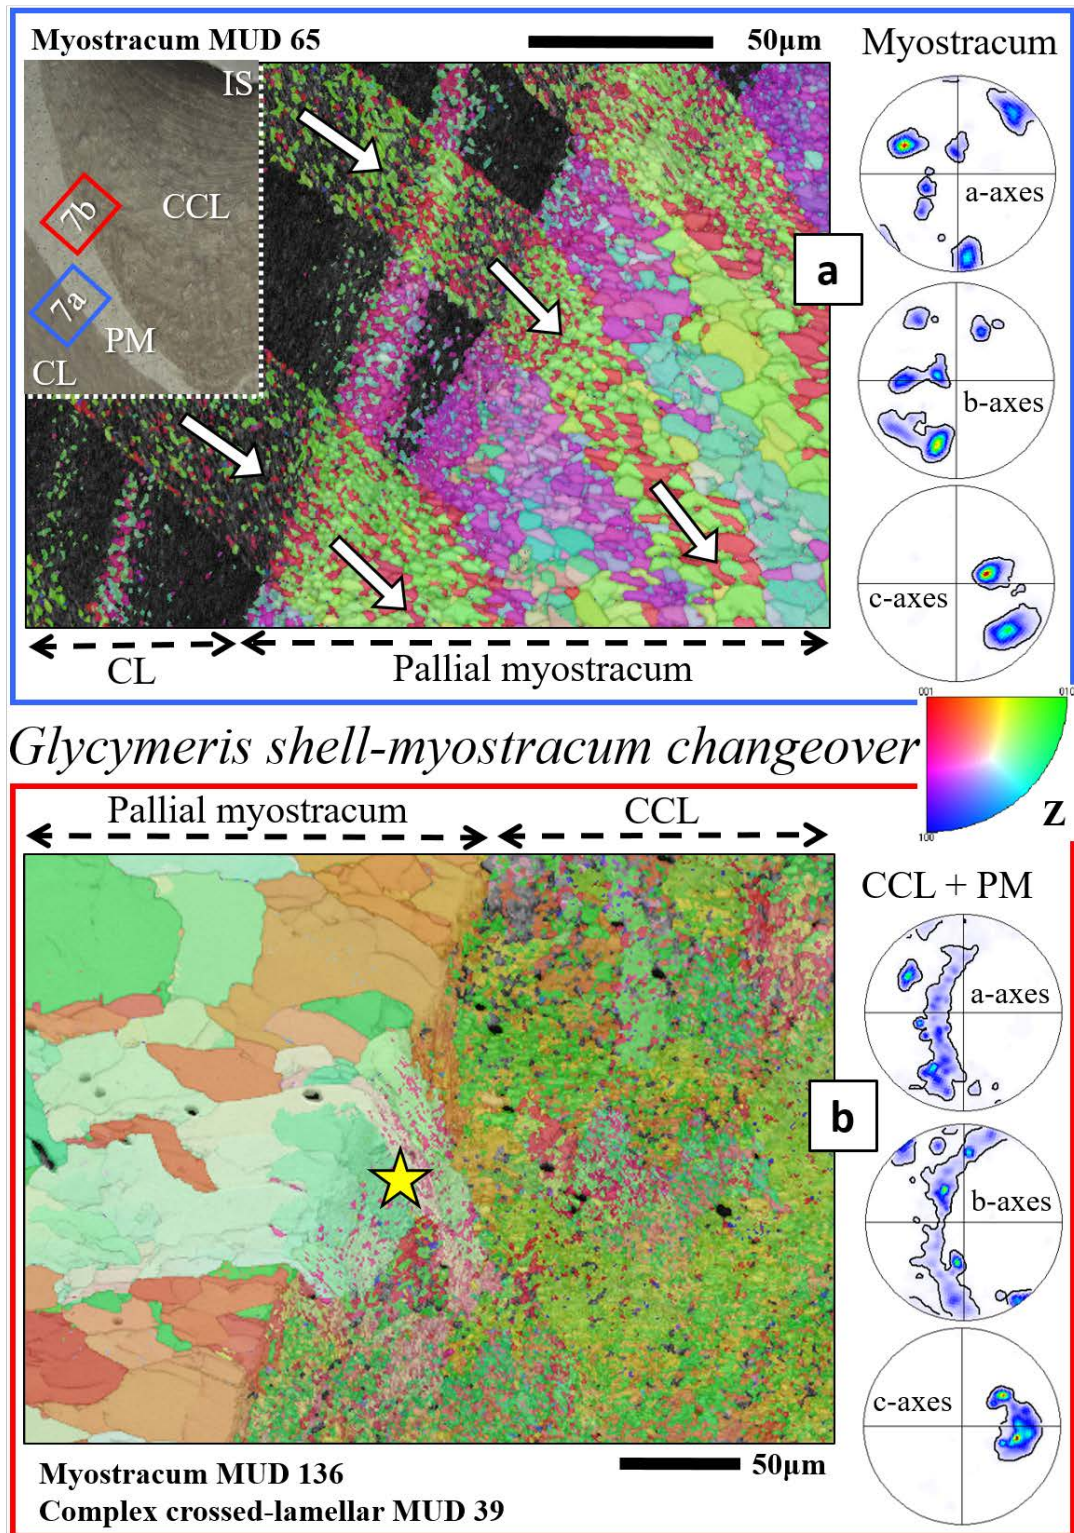 Myostracum MUD 65
50µm
Myostracum
IS
CCL
7b
7a
PM
CL
a
a-axes
b-axes
c-axes
CL
Pallial myostracum
001
010
100
Z
Glycymeris shell-myostracum changeover
Pallial myostracum
CCL
CCL + PM
a-axes
b
b-axes
c-axes
Myostracum MUD 136
50µm
Complex crossed-lamellar MUD 39